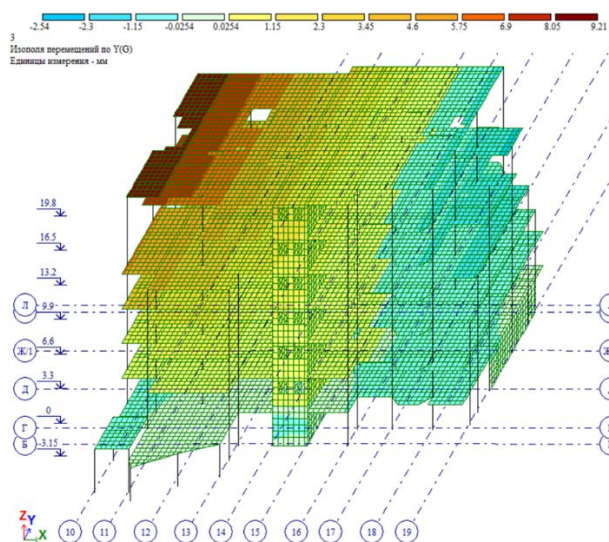 -2.54 -2.3 -1.15 -0.0254 0.0254 1.15 2.3 3.45 4.6 5.75 6.9 8.05 9.21
3
Изополя перемещений по Y(G)
Единицы измерения - мм
19.8
16.5
13.2
Л
9.9
Ж/1
6.6
Ж
Д
3.3
0
Г
Б
-3.15
Z
Y
X
10 11 12 13 14 15 16 17 18 19